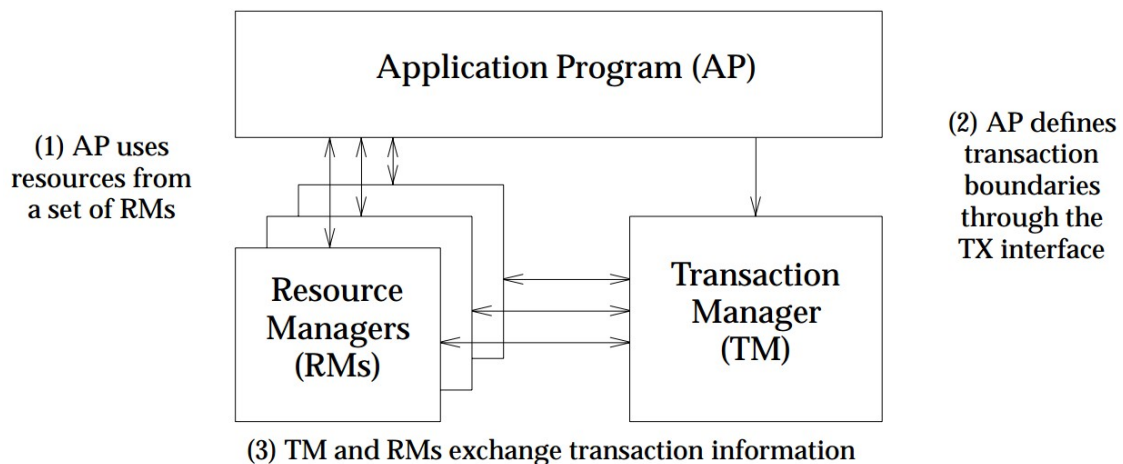 Application Program (AP)
(1) AP uses
resources from
a set of RMs
(2) AP defines
transaction
boundaries
through the
TX interface
Resource
Managers
(RMs)
Transaction
Manager
(TM)
(3) TM and RMs exchange transaction information